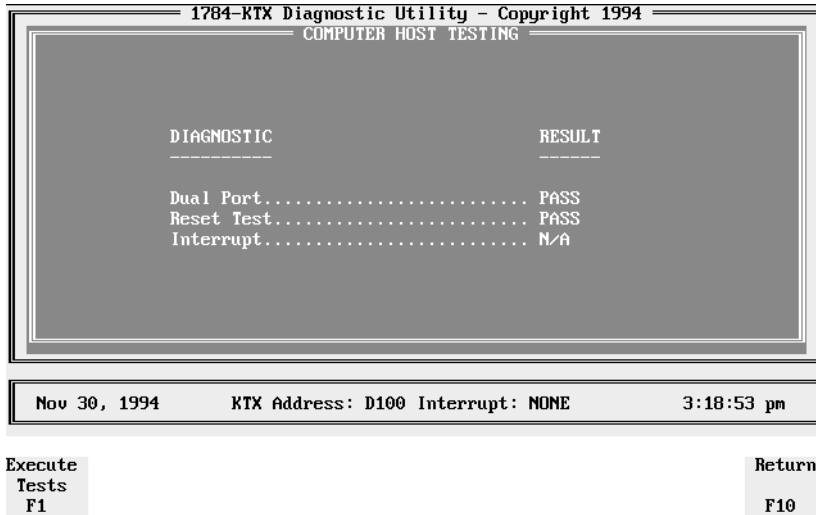 1784-KTX Diagnostic Utility - Copyright 1994
COMPUTER HOST TESTING
DIAGNOSTIC RESULT
---------- ------
Dual Port.......................... PASS
Reset Test......................... PASS
Interrupt.......................... N/A
Nov 30, 1994 KTX Address: D100 Interrupt: NONE 3:18:53 pm
Execute Return
Tests
F1 F10